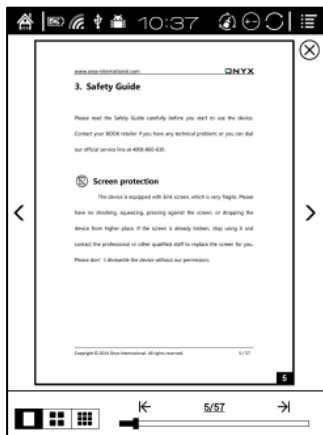 10:37
www.onyx-international.com ONYX
3. Safety Guide
Please read the Safety Guide carefully before you start to use the device.
Contact your BOOX retailer if you have any technical problem; or you can dial
our official service line at 4008-860-830.
Screen protection
The device is equipped with Eink screen, which is very fragile. Please
have no shocking, squeezing, pressing against the screen, or dropping the
device from higher place. If the screen is already broken, stop using it and
contact the professional or other qualified staff to replace the screen for you.
Please don't dismantle the device without our permission;
Copyright © 2014 Onyx International. All rights reserved. 5 / 57
5
5/57